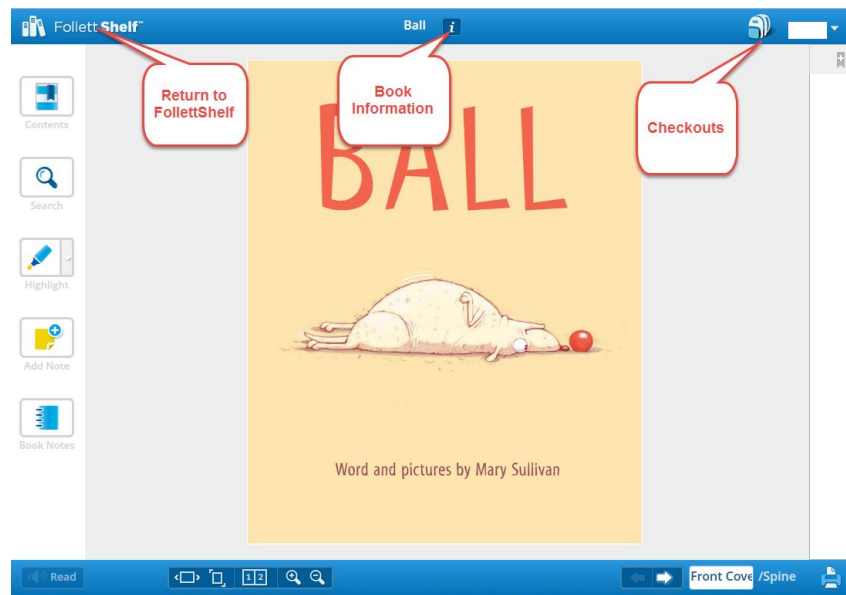 Follett Shelf™
Ball
i
Return to
FollettShelf
Book
Information
Checkouts
Contents
Search
Highlight
Add Note
Book Notes
BALL
Word and pictures by Mary Sullivan
Read
1 2
Front Cove /Spine